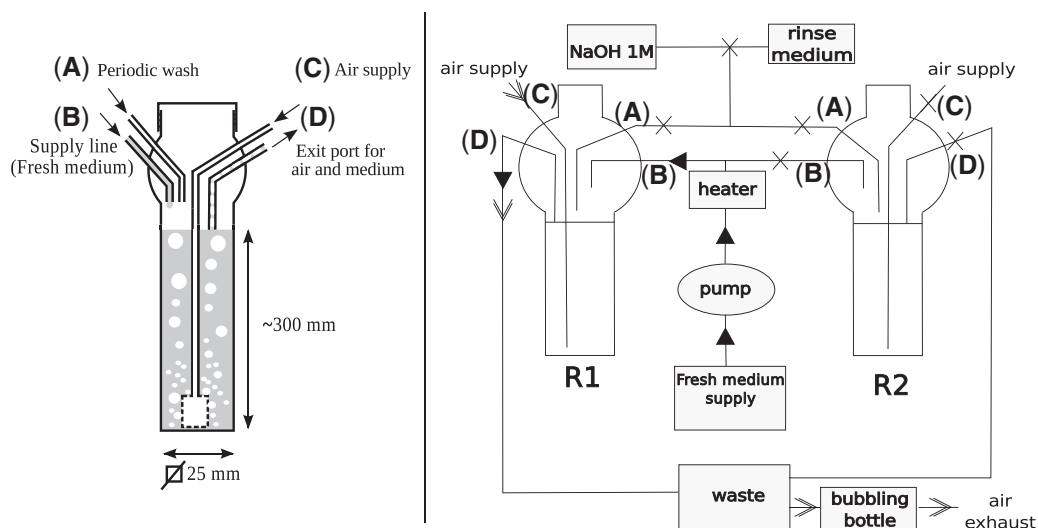 (A) Periodic wash
(C) Air supply
(B)
(D)
Supply line
(Fresh medium)
Exit port for
air and medium
~300 mm
25 mm
NaOH 1M
rinse
medium
air supply
air supply
(C)
(A)
(A)
(C)
(D)
(B)
(B)
(D)
heater
pump
R1
R2
Fresh medium
supply
waste
bubbling
bottle
air
exhaust